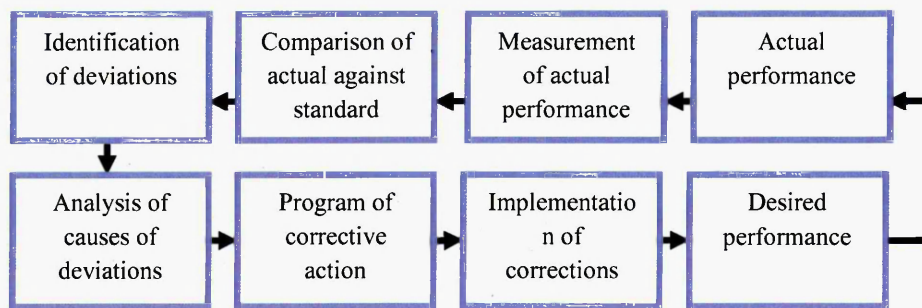 Identification
of deviations
Comparison of
actual against
standard
Measurement
of actual
performance
Actual
performance
Analysis of
causes of
deviations
Program of
corrective
action
Implementatio
n of
corrections
Desired
performance